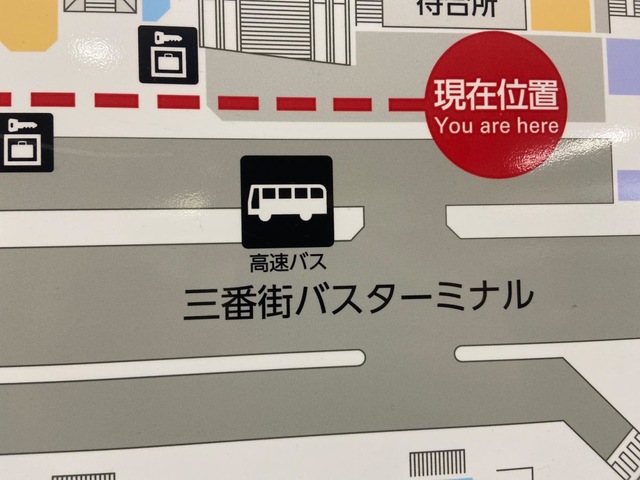 待合所
現在位置
You are here
高速バス
三番街バスターミナル